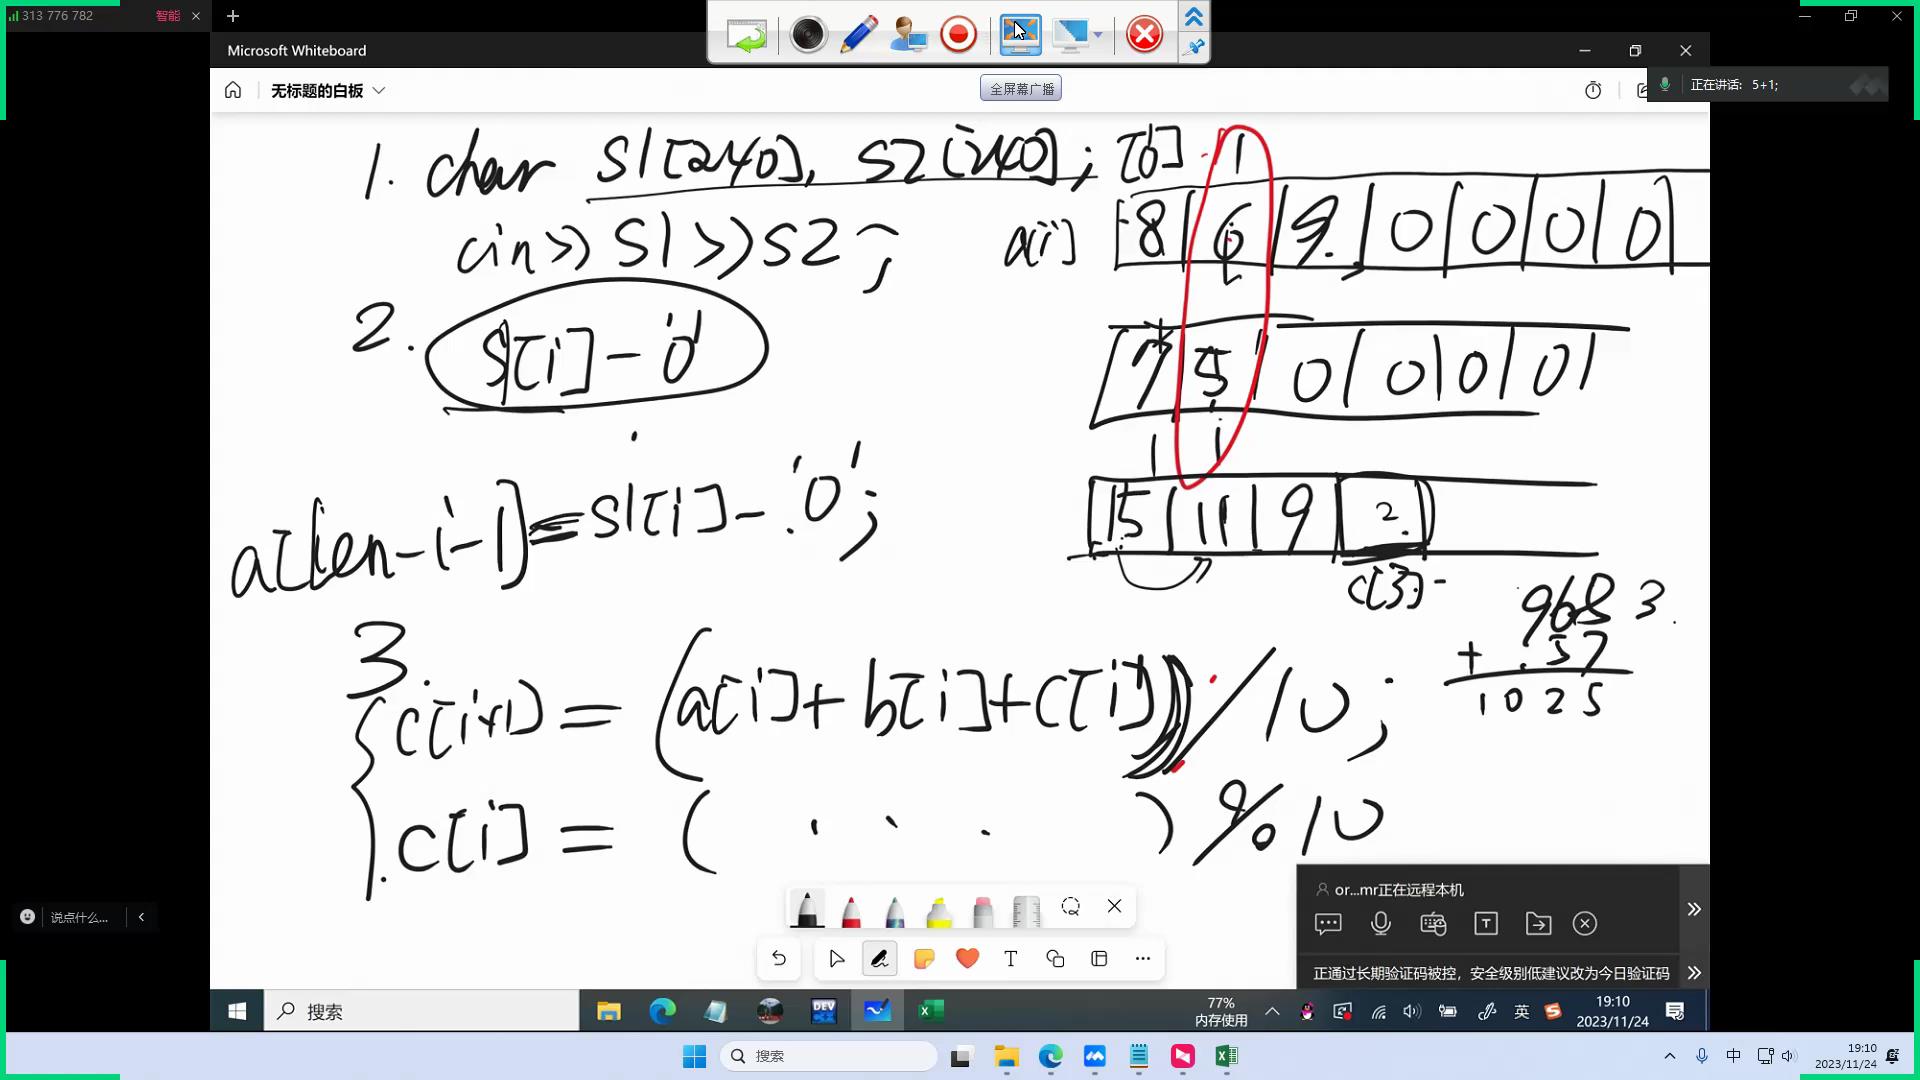 313 776 782
智能
Microsoft Whiteboard
无标题的白板
全屏幕广播
正在讲话: 5+1;
1. char s1[240], s2[240]; [0] 1
cin>>s1>>s2;
a[i] 8 6 9 0 0 0 0
2. s[i]-'0'
7 5 0 0 0 0
1 1
a[len-i-1]=s1[i]-'0';
15 11 9 2
c[3]
968 3
+ 57
1025
3.
c[i+1]=(a[i]+b[i]+c[i])/10;
c[i]=( )%10
说点什么...
or...mr正在远程本机
正通过长期验证码被控，安全级别低建议改为今日验证码
搜索
DEV
77%
内存使用
英
19:10
2023/11/24
搜索
中
19:10
2023/11/24